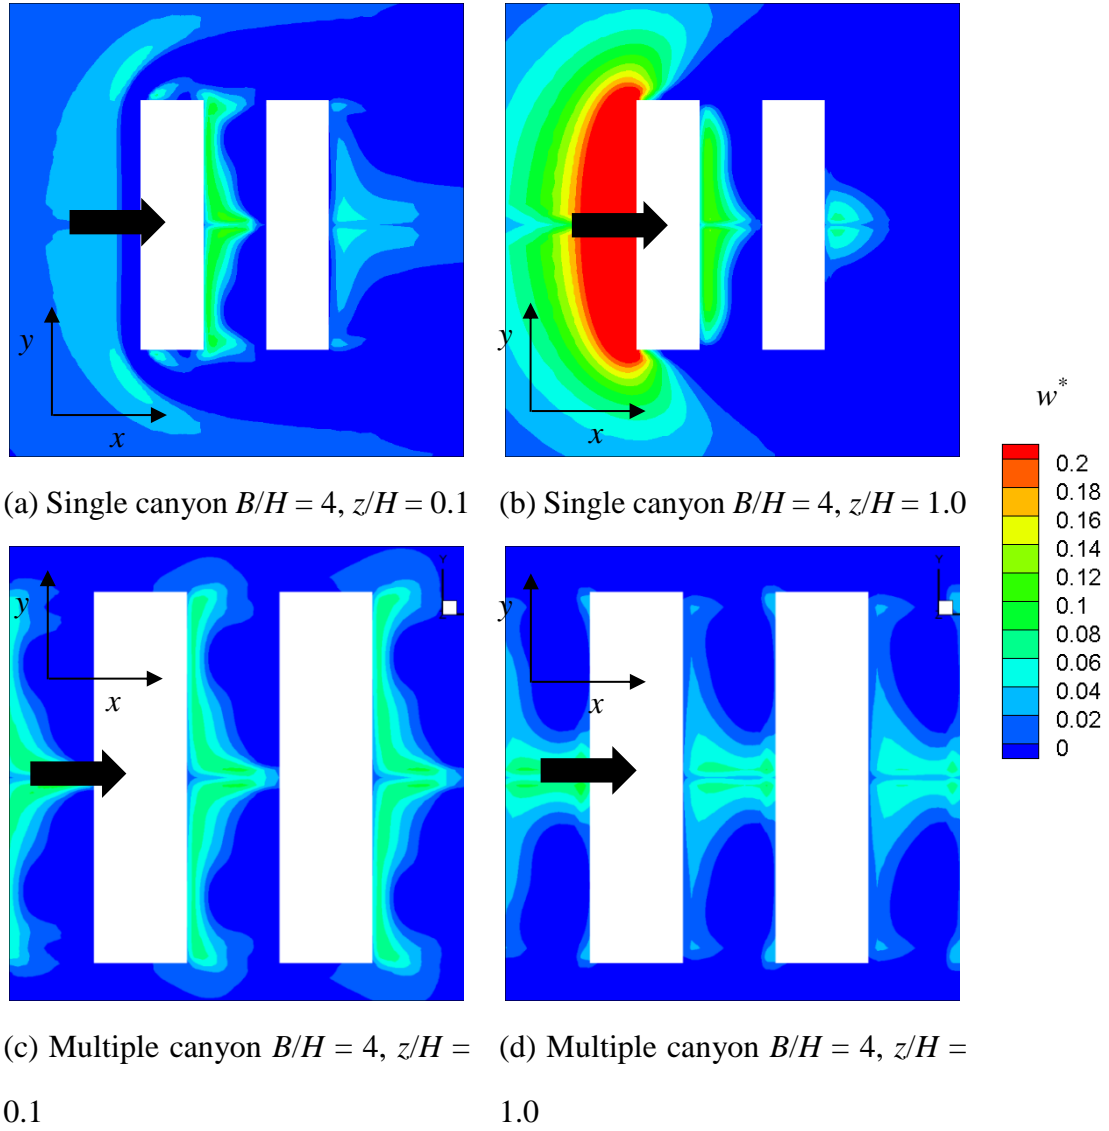 y
x
y
x
w*
0.2
0.18
0.16
0.14
0.12
0.1
0.08
0.06
0.04
0.02
0
(a) Single canyon B/H = 4, z/H = 0.1
(b) Single canyon B/H = 4, z/H = 1.0
y
x
y
x
(c) Multiple canyon B/H = 4, z/H =
0.1
(d) Multiple canyon B/H = 4, z/H =
1.0